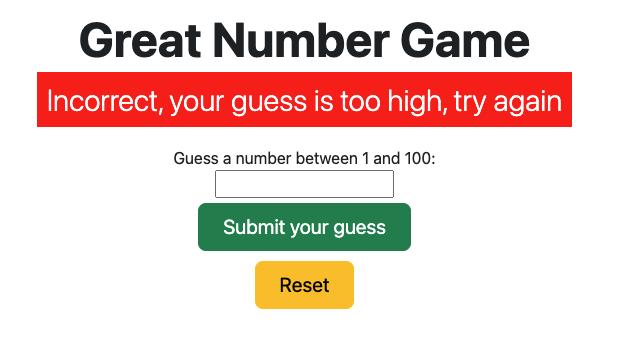 Great Number Game
Incorrect, your guess is too high, try again
Guess a number between 1 and 100:
Submit your guess
Reset